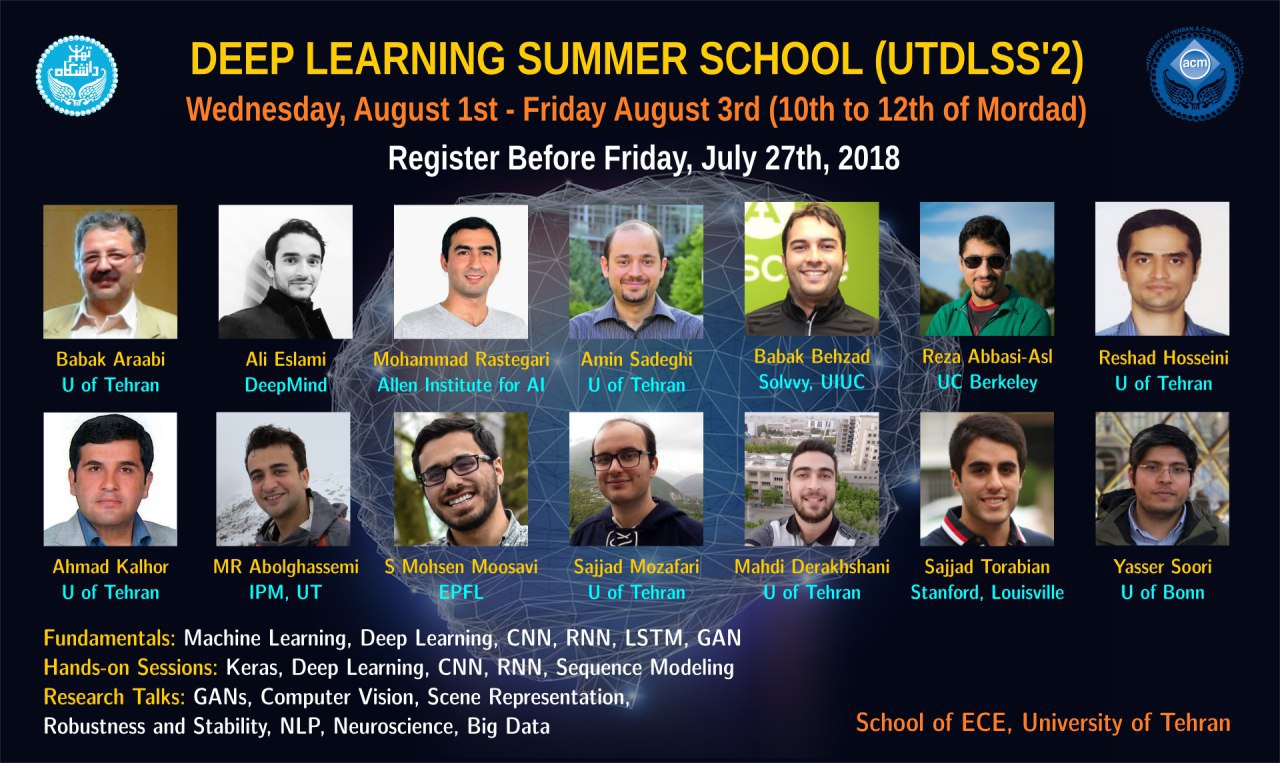 تهران
دانشگاه
UNIVERSITY of TEHRAN A.C.M STUDENT
acm
DEEP LEARNING SUMMER SCHOOL (UTDLSS'2)
Wednesday, August 1st - Friday August 3rd (10th to 12th of Mordad)
Register Before Friday, July 27th, 2018
Babak Araabi
U of Tehran
Ali Eslami
DeepMind
Mohammad Rastegari
Allen Institute for AI
Amin Sadeghi
U of Tehran
Babak Behzad
Solvvy, UIUC
Reza Abbasi-Asl
UC Berkeley
Reshad Hosseini
U of Tehran
Ahmad Kalhor
U of Tehran
MR Abolghassemi
IPM, UT
S Mohsen Moosavi
EPFL
Sajjad Mozafari
U of Tehran
Mahdi Derakhshani
U of Tehran
Sajjad Torabian
Stanford, Louisville
Yasser Soori
U of Bonn
Fundamentals: Machine Learning, Deep Learning, CNN, RNN, LSTM, GAN
Hands-on Sessions: Keras, Deep Learning, CNN, RNN, Sequence Modeling
Research Talks: GANs, Computer Vision, Scene Representation,
Robustness and Stability, NLP, Neuroscience, Big Data
School of ECE, University of Tehran